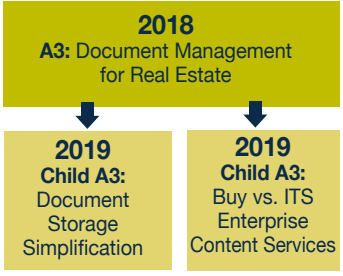 2018
A3: Document Management
for Real Estate
2019
Child A3:
Document
Storage
Simplification
2019
Child A3:
Buy vs. ITS
Enterprise
Content Services